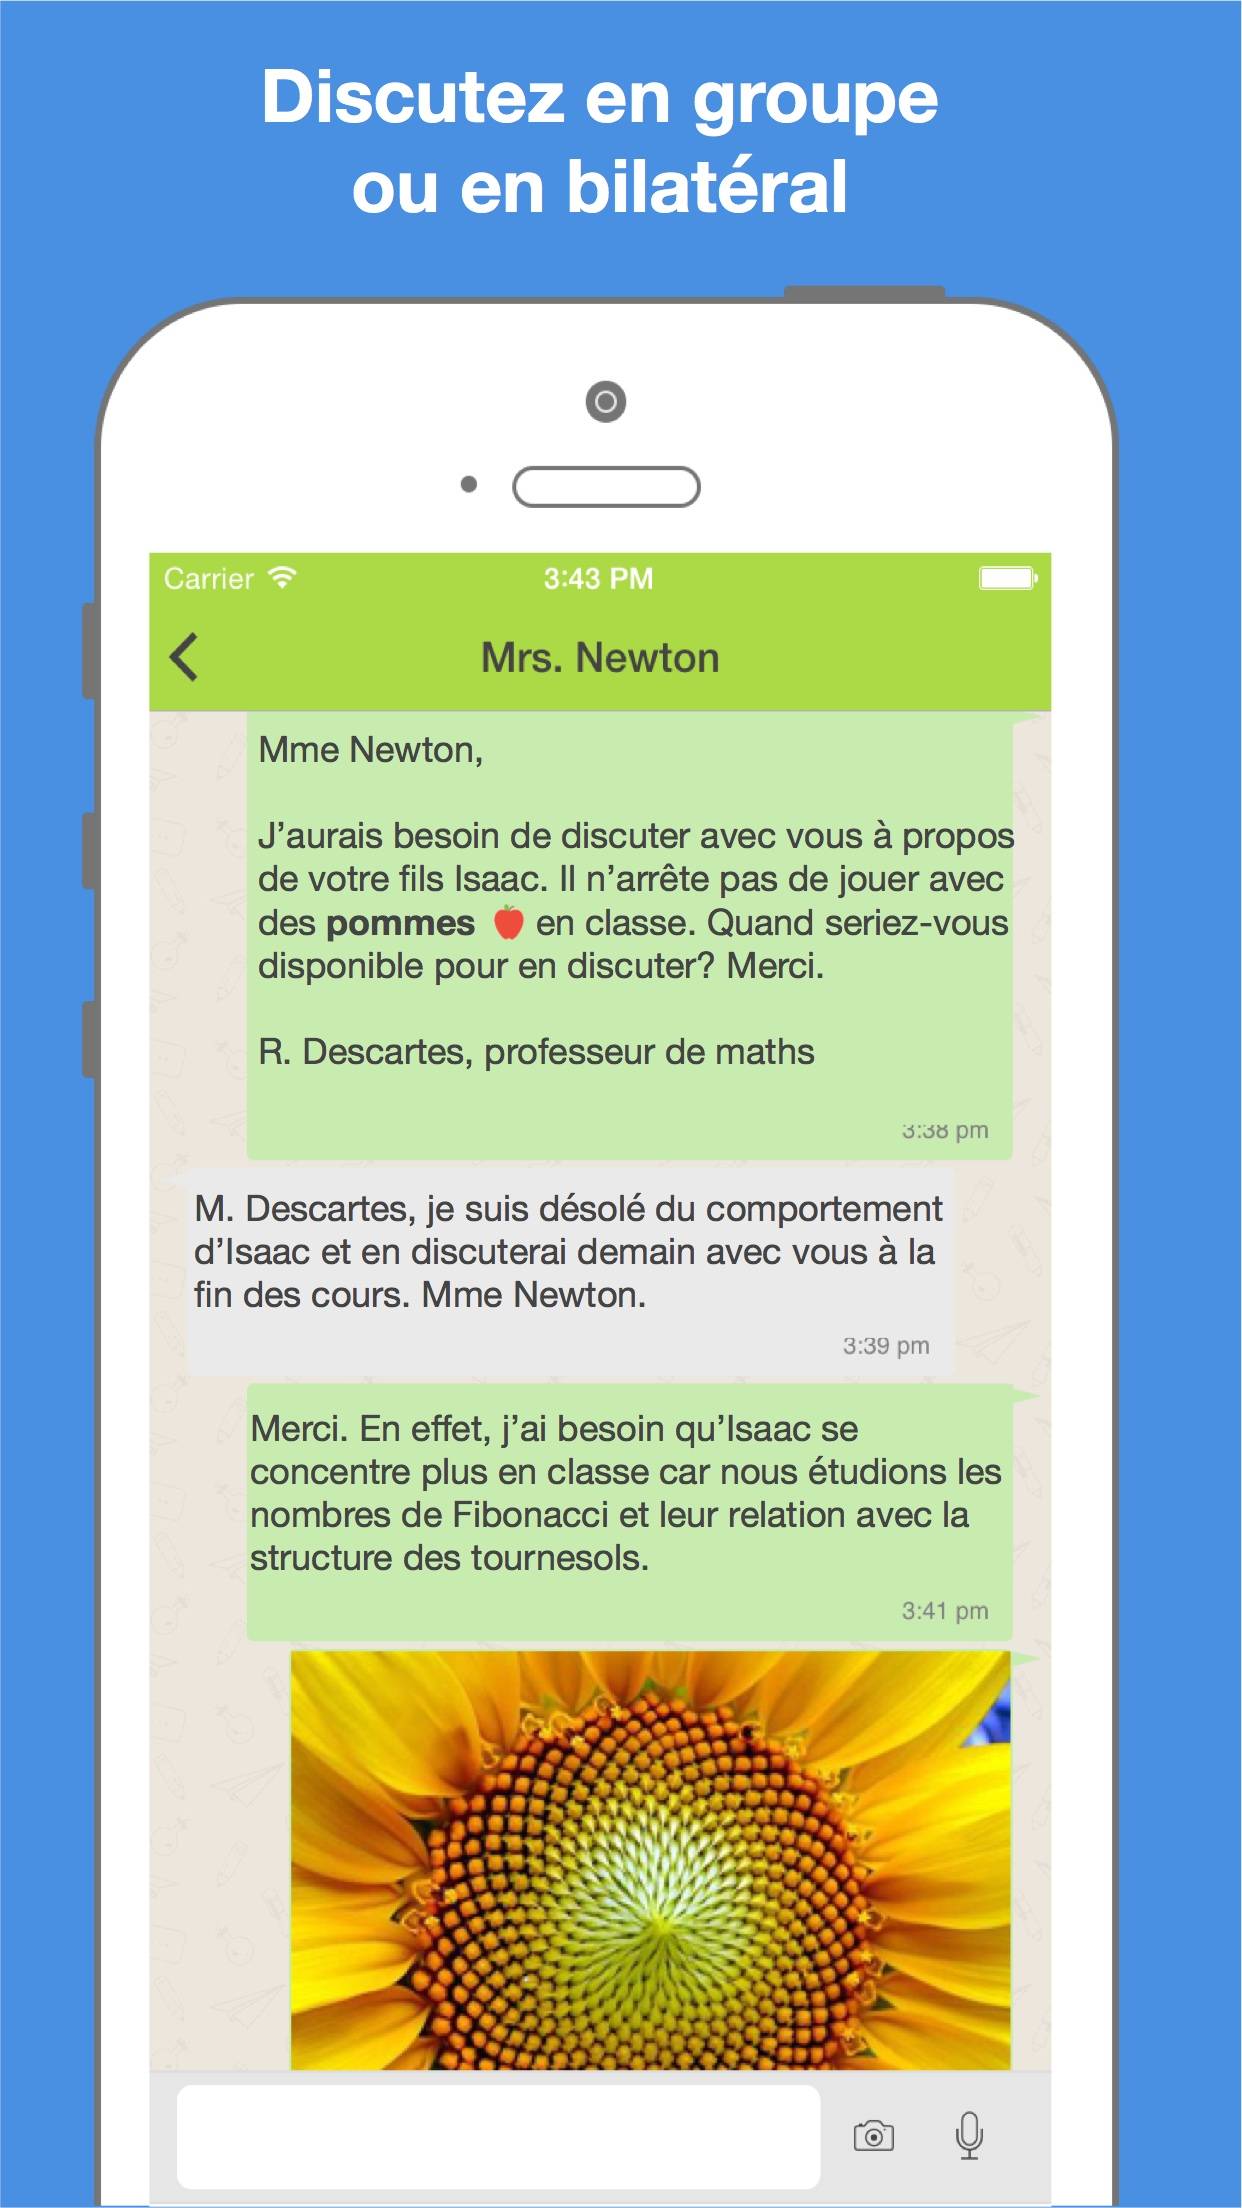 Discutez en groupe
ou en bilatéral
Carrier
3:43 PM
Mrs. Newton
Mme Newton,
J’aurais besoin de discuter avec vous à propos
de votre fils Isaac. Il n’arrête pas de jouer avec
des pommes 🍎 en classe. Quand seriez-vous
disponible pour en discuter? Merci.
R. Descartes, professeur de maths
3:38 pm
M. Descartes, je suis désolé du comportement
d’Isaac et en discuterai demain avec vous à la
fin des cours. Mme Newton.
3:39 pm
Merci. En effet, j’ai besoin qu’Isaac se
concentre plus en classe car nous étudions les
nombres de Fibonacci et leur relation avec la
structure des tournesols.
3:41 pm